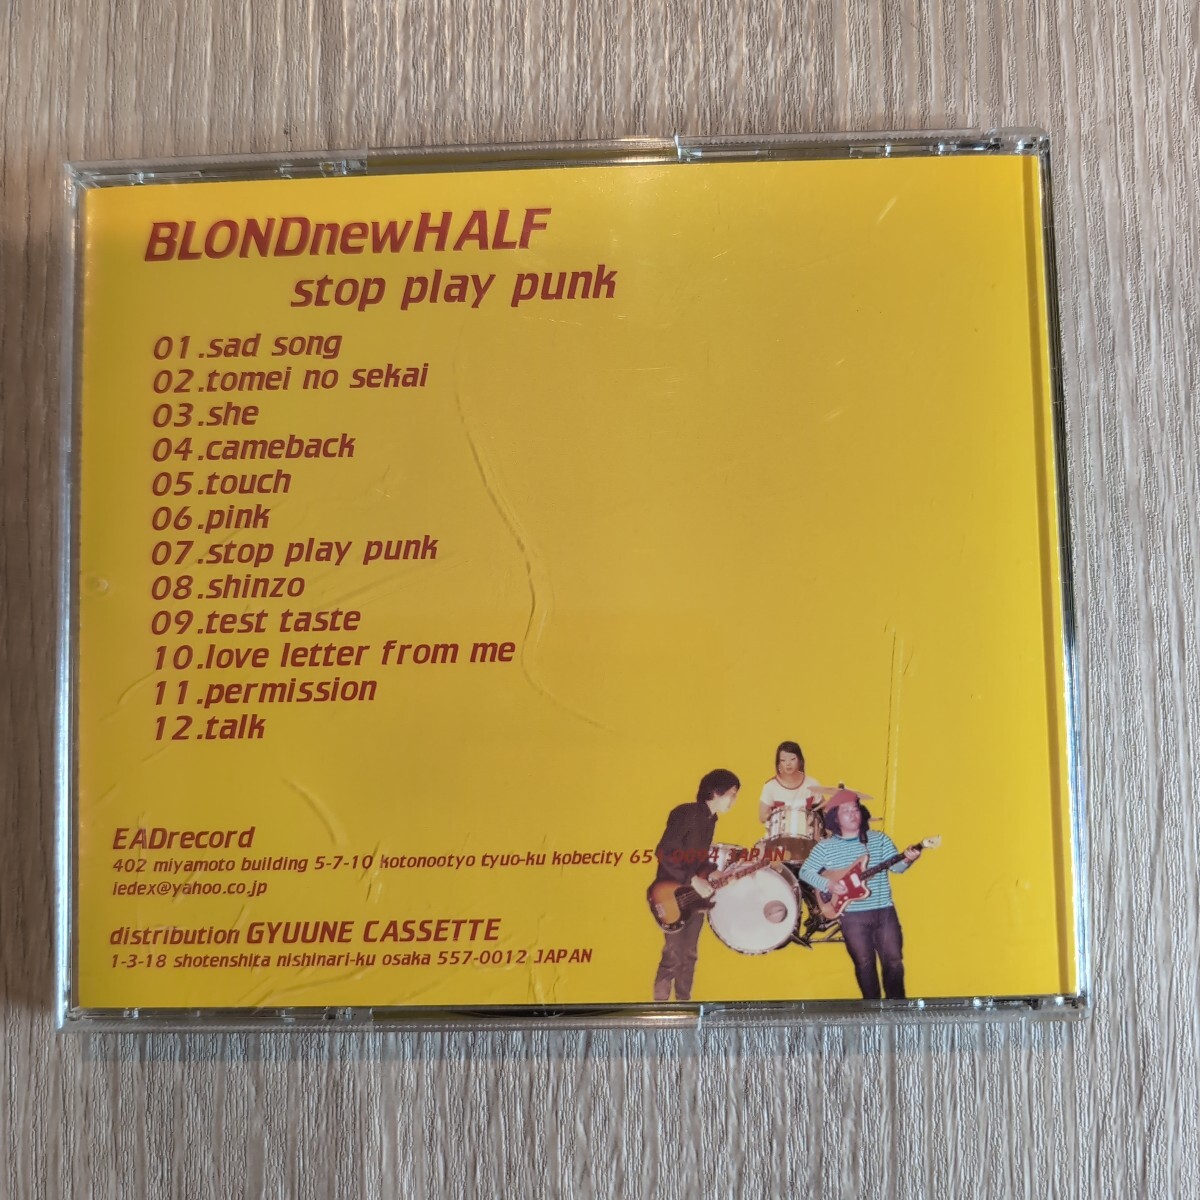 BLONDnewHALF
stop play punk
01.sad song
02.tomei no sekai
03.she
04.cameback
05.touch
06.pink
07.stop play punk
08.shinzo
09.test taste
10.love letter from me
11.permission
12.talk
EADrecord
402 miyamoto building 5-7-10 kotonootyo tyuo-ku kobecity JAPAN
iedex@yahoo.co.jp
distribution GYUUNE CASSETTE
1-3-18 shotenshita nishinari-ku osaka 557-0012 JAPAN